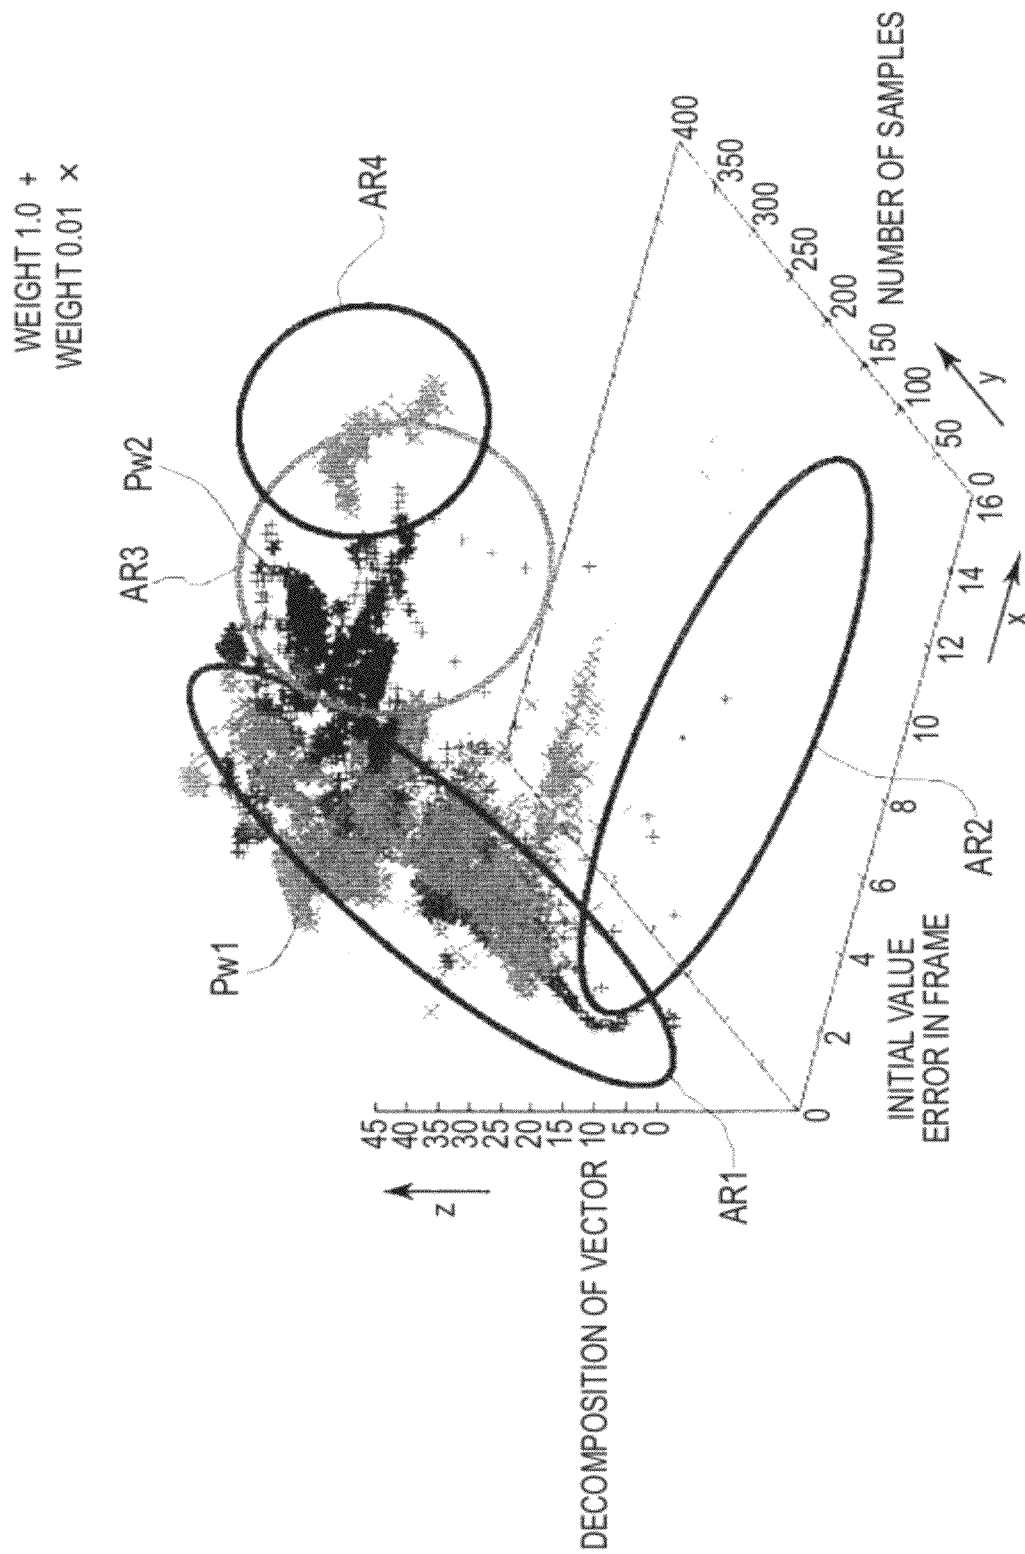 WEIGHT 1.0 +
WEIGHT 0.01 ×
AR3
Pw2
AR4
Pw1
z
45
40
35
30
25
20
15
10
5
0
DECOMPOSITION OF VECTOR
AR1
0
2
4
6
8
10
12
14
16
INITIAL VALUE
ERROR IN FRAME
AR2
x
0
50
100
150
200
250
300
350
400
NUMBER OF SAMPLES
y